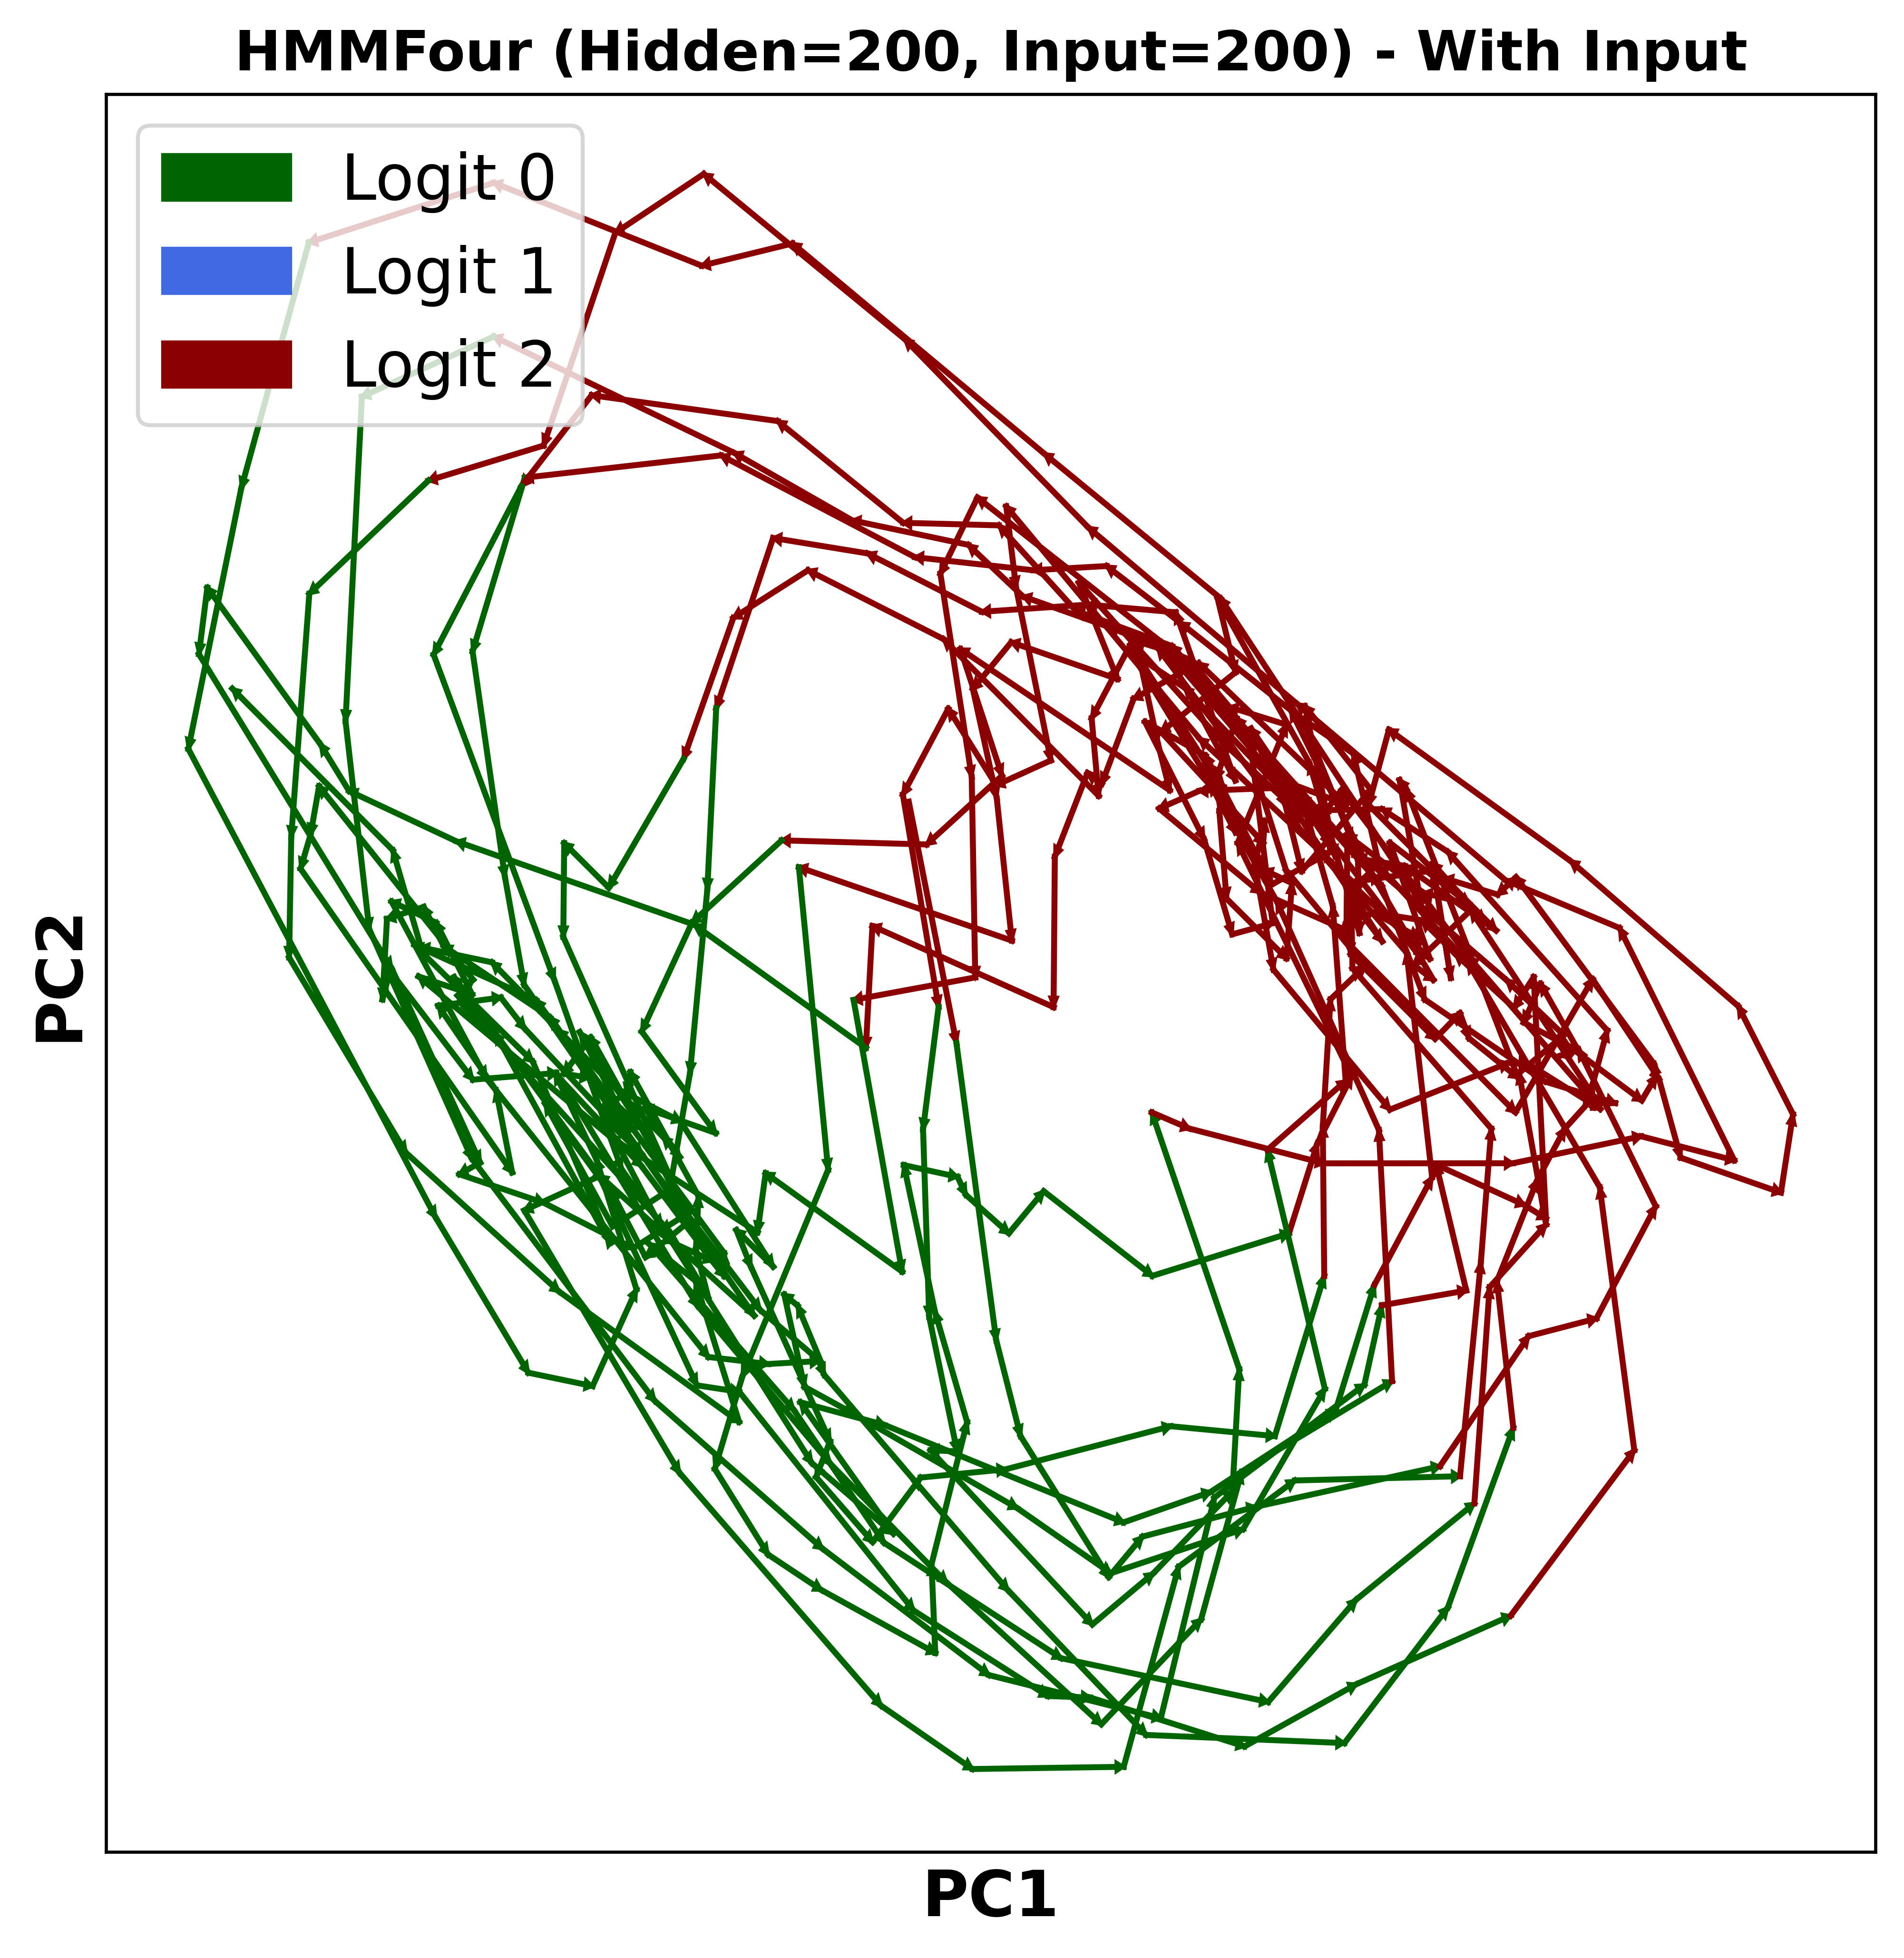 HMMFour (Hidden=200, Input=200) - With Input
Logit 0
Logit 1
Logit 2
PC2
PC1